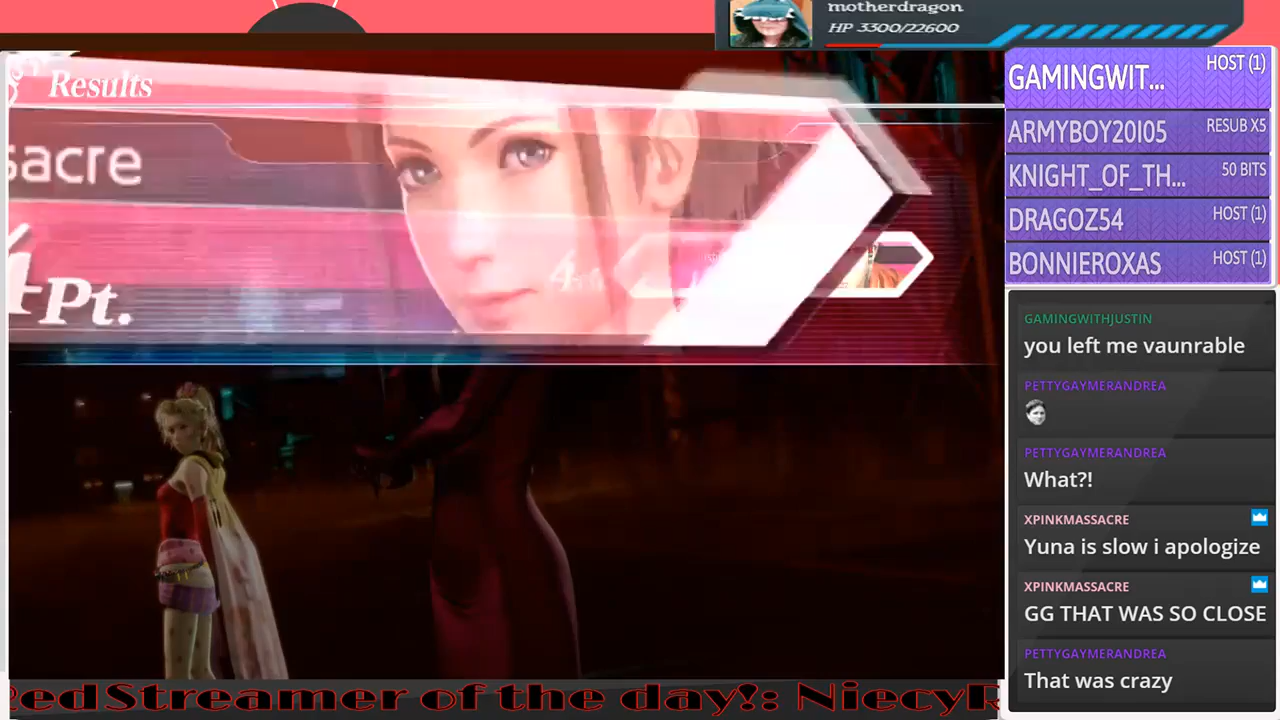 motherdragon
HP 3300/22600
Results
sacre
4Pt.
GAMINGWIT... HOST (1)
ARMYBOY20105 RESUB X5
KNIGHT_OF_TH... 50 BITS
DRAGOZ54 HOST (1)
BONNIEROXAS HOST (1)
GAMINGWITHJUSTIN
you left me vaunrable
PETTYGAYMERANDREA
PETTYGAYMERANDREA
What?!
XPINKMASSACRE
Yuna is slow i apologize
XPINKMASSACRE
GG THAT WAS SO CLOSE
PETTYGAYMERANDREA
That was crazy
edStreamer of the day!: NiecyR